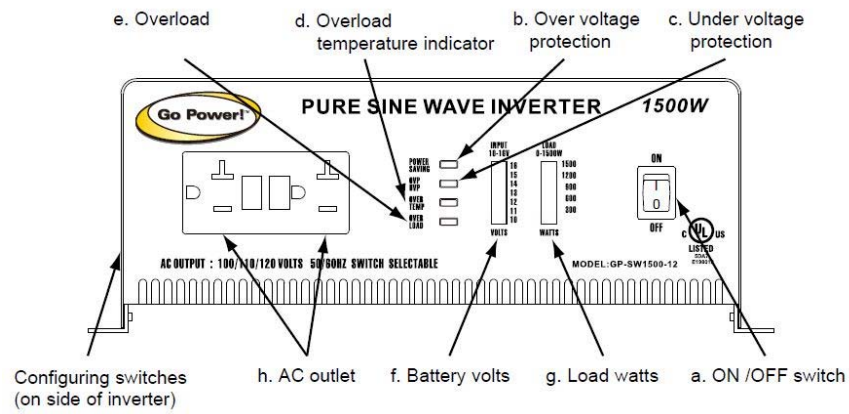 e. Overload
d. Overload
temperature indicator
b. Over voltage
protection
c. Under voltage
protection
Go Power!
PURE SINE WAVE INVERTER
1500W
POWER
SAVING
OVP
UVP
OVER
TEMP
OVER
LOAD
INPUT
10-16V
16
15
14
13
12
11
10
VOLTS
LOAD
0-1500W
1500
1200
600
300
WATTS
ON
OFF
C UL US
LISTED
AC OUTPUT : 100/110/120 VOLTS 50/60HZ SWITCH SELECTABLE
MODEL:GP-SW1500-12
Configuring switches
(on side of inverter)
h. AC outlet
f. Battery volts
g. Load watts
a. ON /OFF switch